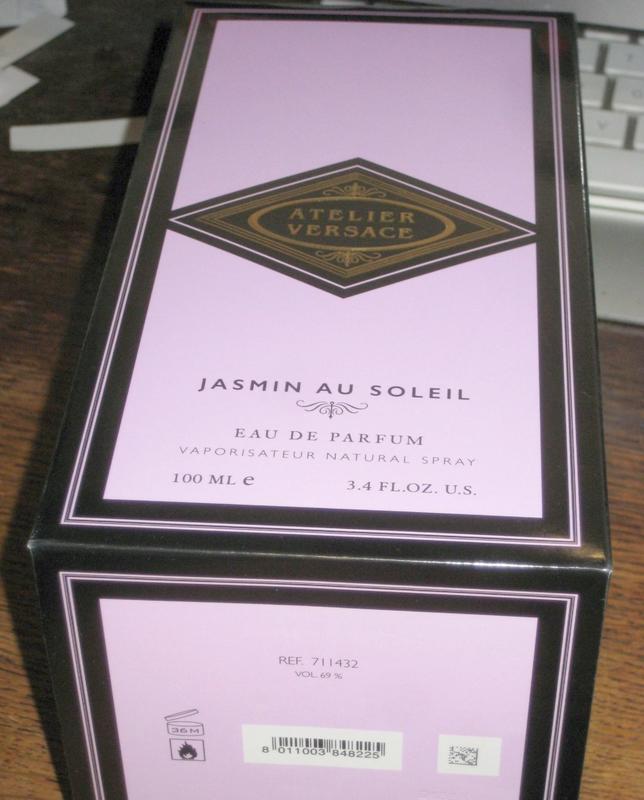 ATELIER
VERSACE
JASMIN AU SOLEIL
EAU DE PARFUM
VAPORISATEUR NATURAL SPRAY
100 ML e
3.4 FL.OZ. U.S.
REF. 711432
VOL.69 %
36M
8 011003 848225